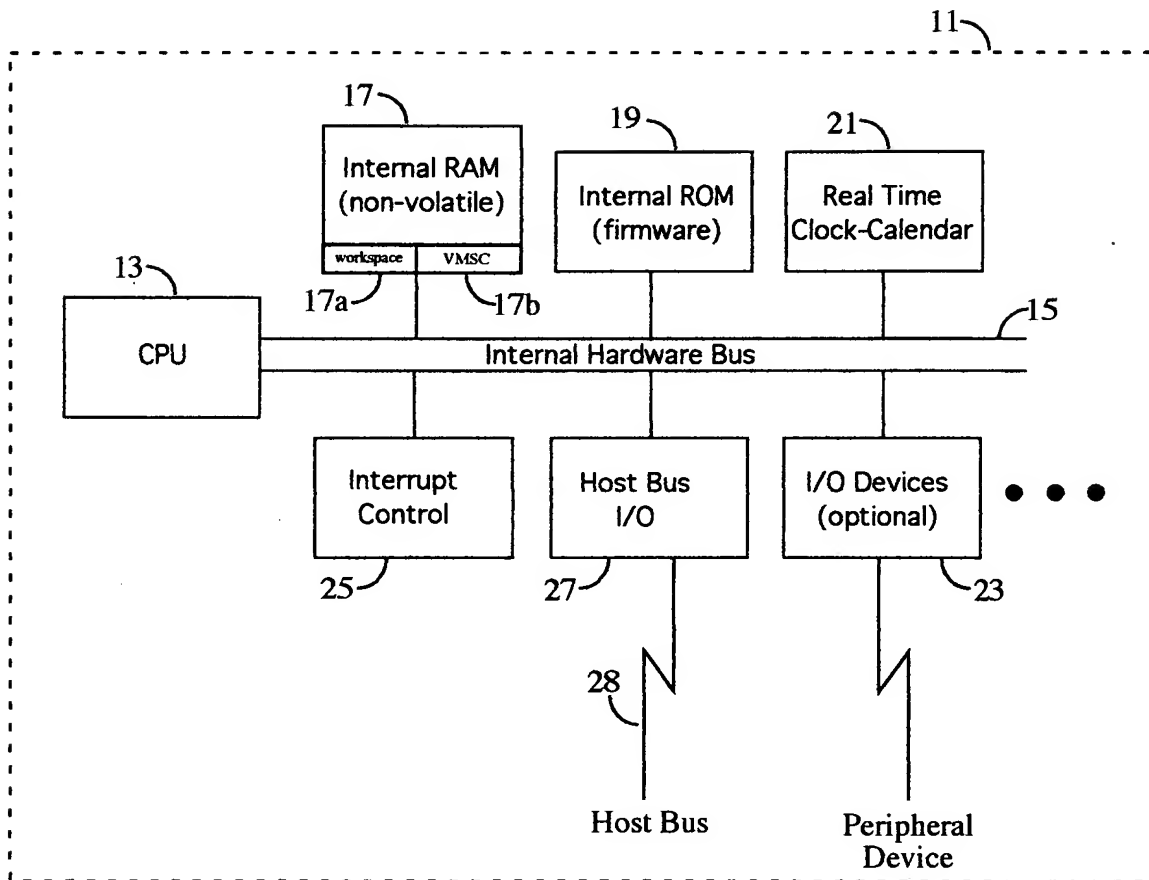 11
17
19
21
Internal RAM
(non-volatile)
workspace VMSC
17a 17b
Internal ROM
(firmware)
Real Time
Clock-Calendar
13
CPU
15
Internal Hardware Bus
Interrupt
Control
Host Bus
I/O
I/O Devices
(optional)
25
27
23
28
Host Bus
Peripheral
Device